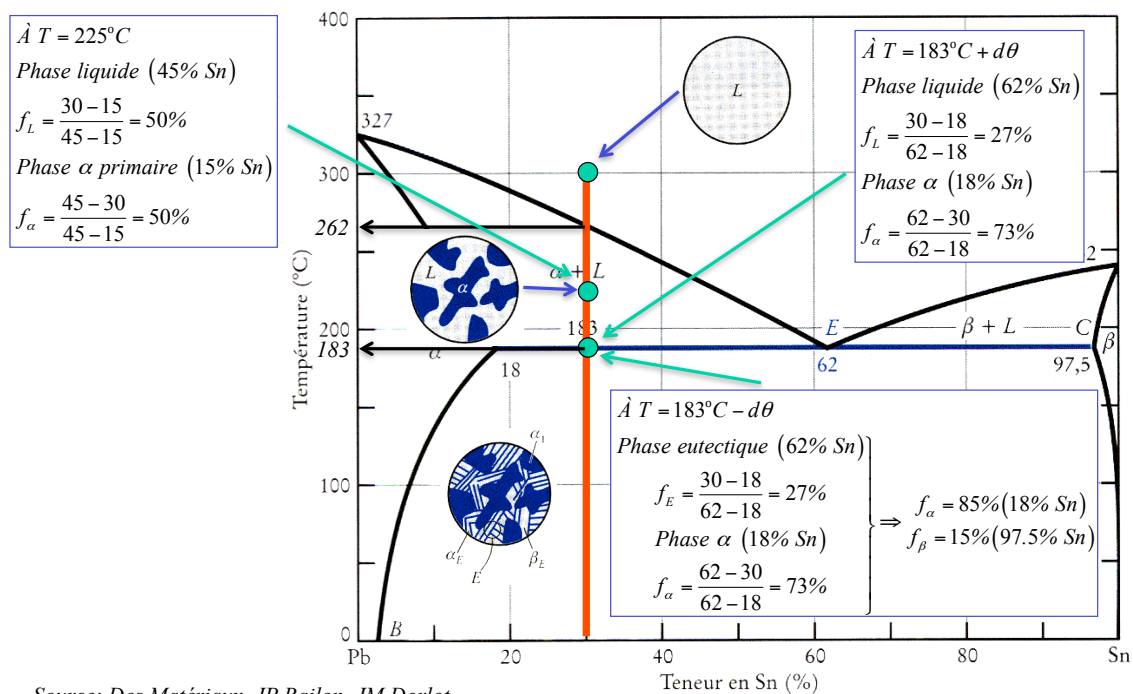 À T = 225°C
Phase liquide (45% Sn)
f_L = (30 − 15)/(45 − 15) = 50%
Phase α primaire (15% Sn)
f_α = (45 − 30)/(45 − 15) = 50%
À T = 183°C + dθ
Phase liquide (62% Sn)
f_L = (30 − 18)/(62 − 18) = 27%
Phase α (18% Sn)
f_α = (62 − 30)/(62 − 18) = 73%
400
L
327
300
262
L
α
α + L
2
200
183
183
E
β + L
C
β
α
18
62
97,5
Température (°C)
À T = 183°C − dθ
Phase eutectique (62% Sn)
f_E = (30 − 18)/(62 − 18) = 27%
Phase α (18% Sn)
f_α = (62 − 30)/(62 − 18) = 73%
⇒ f_α = 85% (18% Sn)
f_β = 15% (97.5% Sn)
α₁
100
α_E
E
β_E
0
B
Pb
20
40
60
80
Sn
Teneur en Sn (%)